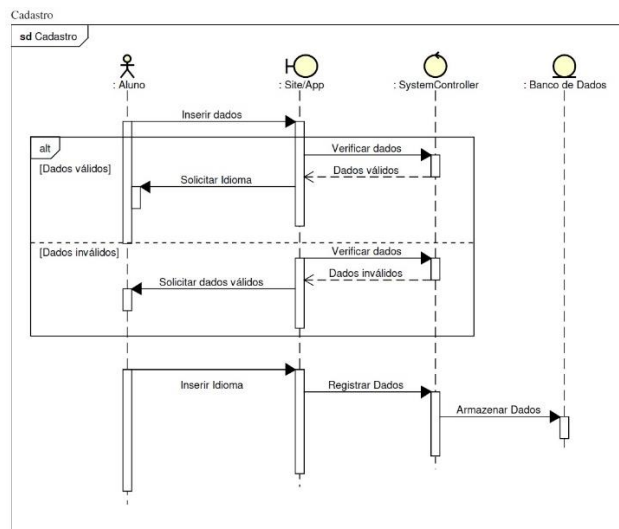 Cadastro
sd Cadastro
: Aluno
: Site/App
: SystemController
: Banco de Dados
Inserir dados
alt
[Dados válidos]
Verificar dados
Dados válidos
Solicitar Idioma
[Dados inválidos]
Verificar dados
Dados inválidos
Solicitar dados válidos
Inserir Idioma
Registrar Dados
Armazenar Dados